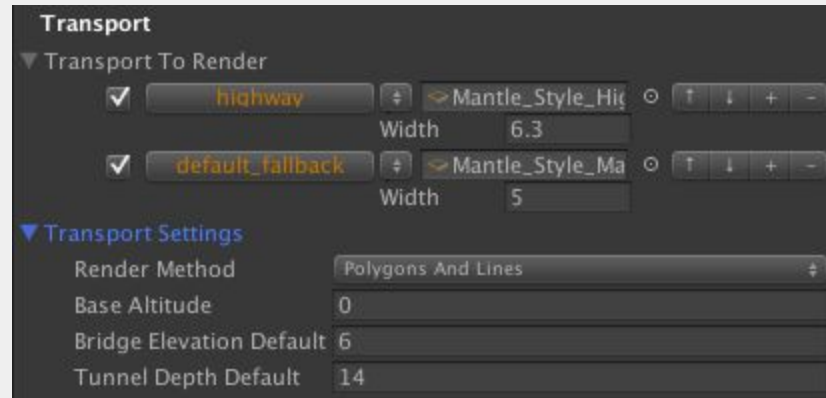 Transport
Transport To Render
highway Mantle_Style_Hig ↑ ↓ + -
Width 6.3
default_fallback Mantle_Style_Ma ↑ ↓ + -
Width 5
Transport Settings
Render Method Polygons And Lines
Base Altitude 0
Bridge Elevation Default 6
Tunnel Depth Default 14